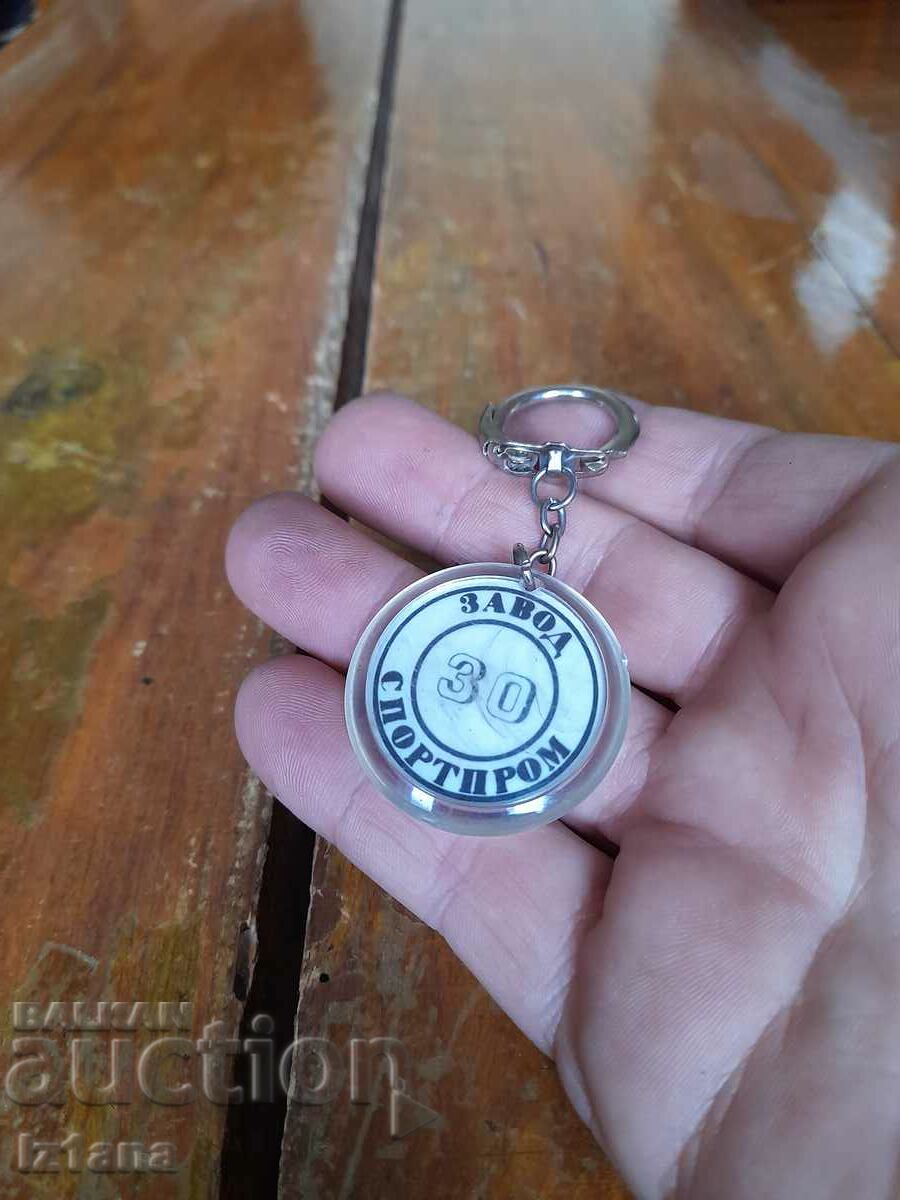 ЗАВОД
30
СПОРТПРОМ
BALKAN
auction
Iztana